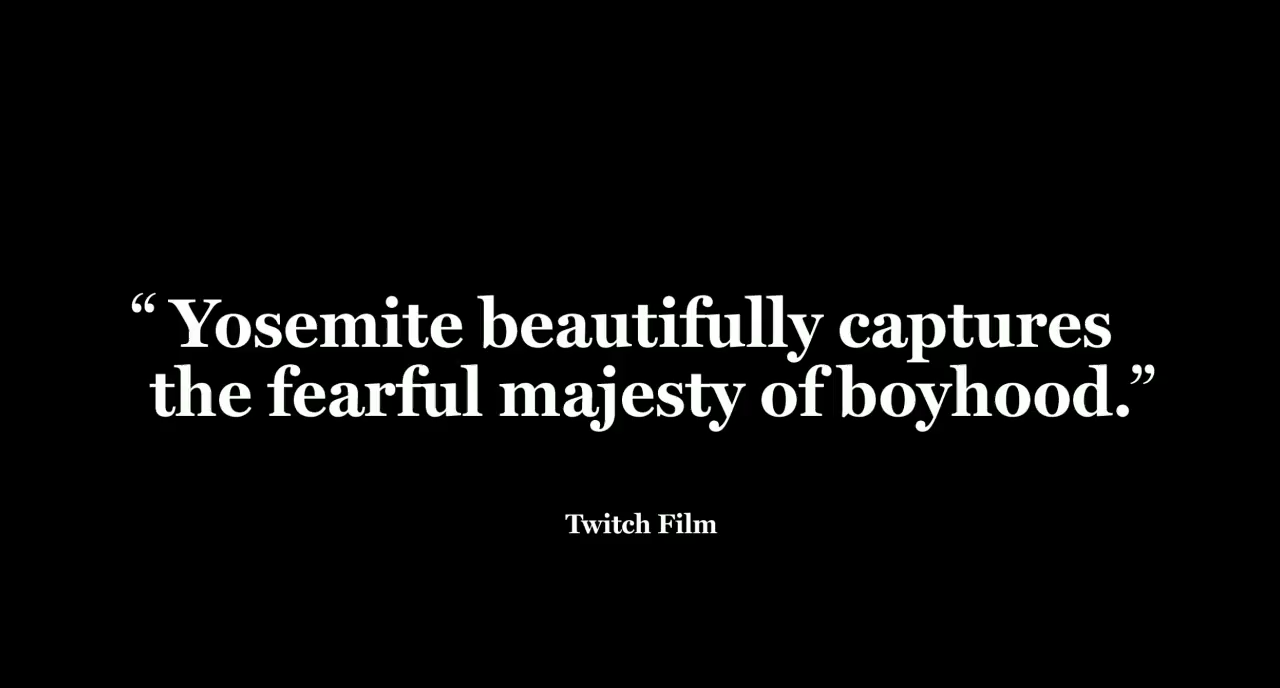 “ Yosemite beautifully captures
the fearful majesty of boyhood.”
Twitch Film